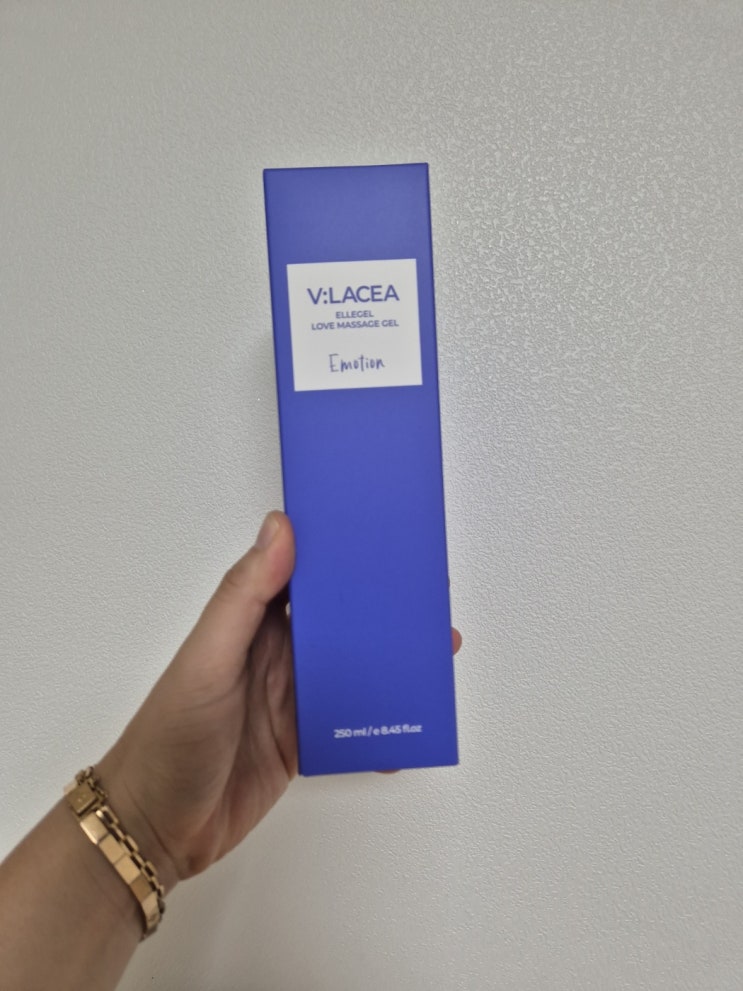 V:LACEA
ELLEGEL
LOVE MASSAGE GEL
Emotion
250 ml / e 8.45 fl.oz